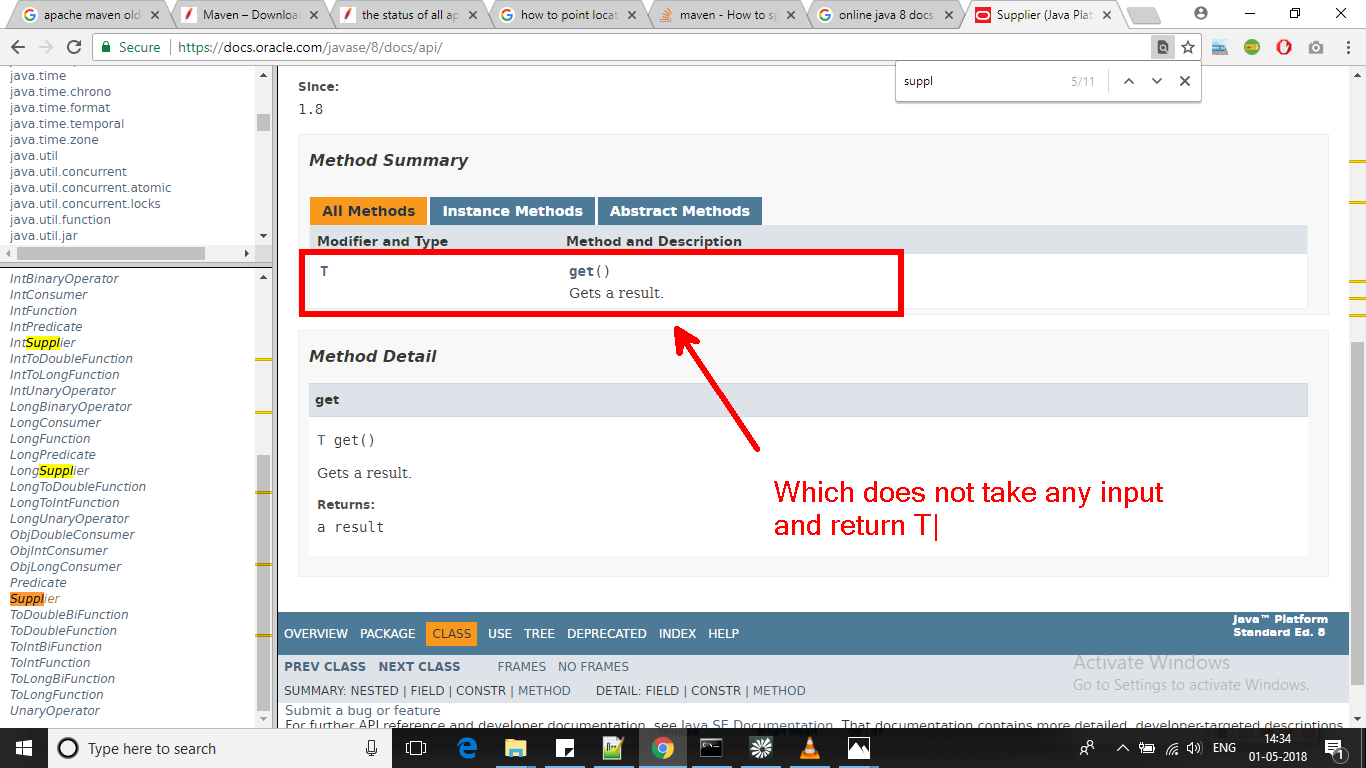 apache maven old
Maven – Downloa
the status of all ap
how to point locat
maven - How to sp
online java 8 docs
Supplier (Java Plat
Secure
https://docs.oracle.com/javase/8/docs/api/
suppl
5/11
java.time
java.time.chrono
java.time.format
java.time.temporal
java.time.zone
java.util
java.util.concurrent
java.util.concurrent.atomic
java.util.concurrent.locks
java.util.function
java.util.jar
IntBinaryOperator
IntConsumer
IntFunction
IntPredicate
IntSupplier
IntToDoubleFunction
IntToLongFunction
IntUnaryOperator
LongBinaryOperator
LongConsumer
LongFunction
LongPredicate
LongSupplier
LongToDoubleFunction
LongToIntFunction
LongUnaryOperator
ObjDoubleConsumer
ObjIntConsumer
ObjLongConsumer
Predicate
Supplier
ToDoubleBiFunction
ToDoubleFunction
ToIntBiFunction
ToIntFunction
ToLongBiFunction
ToLongFunction
UnaryOperator
Since:
1.8
Method Summary
All Methods
Instance Methods
Abstract Methods
Modifier and Type
Method and Description
T
get()
Gets a result.
Method Detail
get
T get()
Gets a result.
Returns:
a result
Which does not take any input
and return T|
OVERVIEW PACKAGE CLASS USE TREE DEPRECATED INDEX HELP
Java™ Platform
Standard Ed. 8
PREV CLASS NEXT CLASS FRAMES NO FRAMES
SUMMARY: NESTED | FIELD | CONSTR | METHOD DETAIL: FIELD | CONSTR | METHOD
Activate Windows
Go to Settings to activate Windows.
Submit a bug or feature
For further API reference and developer documentation, see Java SE Documentation. That documentation contains more detailed, developer-targeted descriptions
Type here to search
ENG
14:34
01-05-2018
1